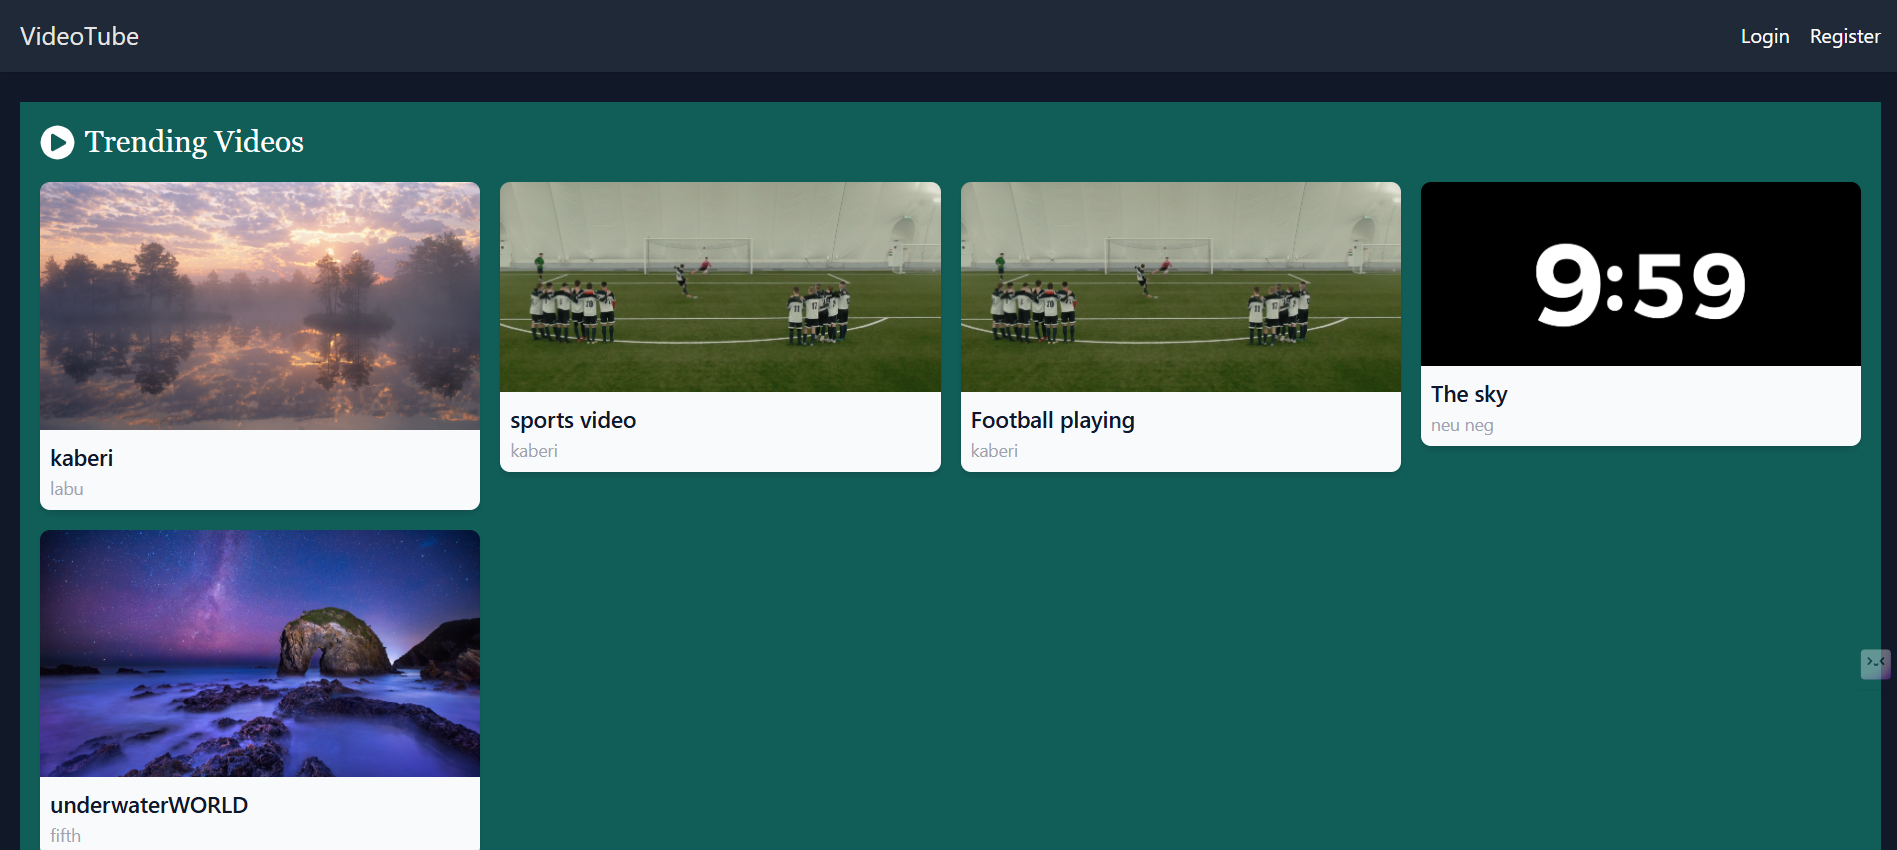 VideoTube
Login
Register
Trending Videos
9:59
kaberi
labu
sports video
kaberi
Football playing
kaberi
The sky
neu neg
underwaterWORLD
fifth